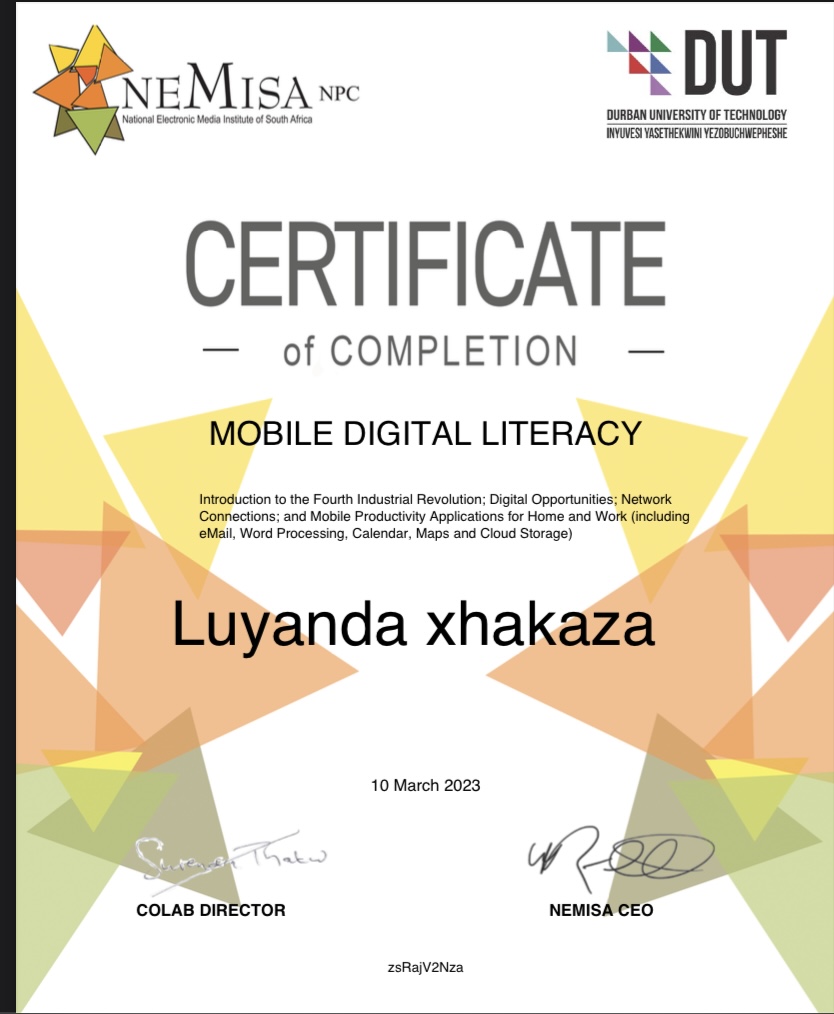 NEMISA NPC
National Electronic Media Institute of South Africa
DUT
DURBAN UNIVERSITY OF TECHNOLOGY
INYUVESI YASETHEKWINI YEZOBUCHWEPHESHE
CERTIFICATE
— of COMPLETION —
MOBILE DIGITAL LITERACY
Introduction to the Fourth Industrial Revolution; Digital Opportunities; Network
Connections; and Mobile Productivity Applications for Home and Work (including
eMail, Word Processing, Calendar, Maps and Cloud Storage)
Luyanda xhakaza
10 March 2023
COLAB DIRECTOR
NEMISA CEO
zsRajV2Nza